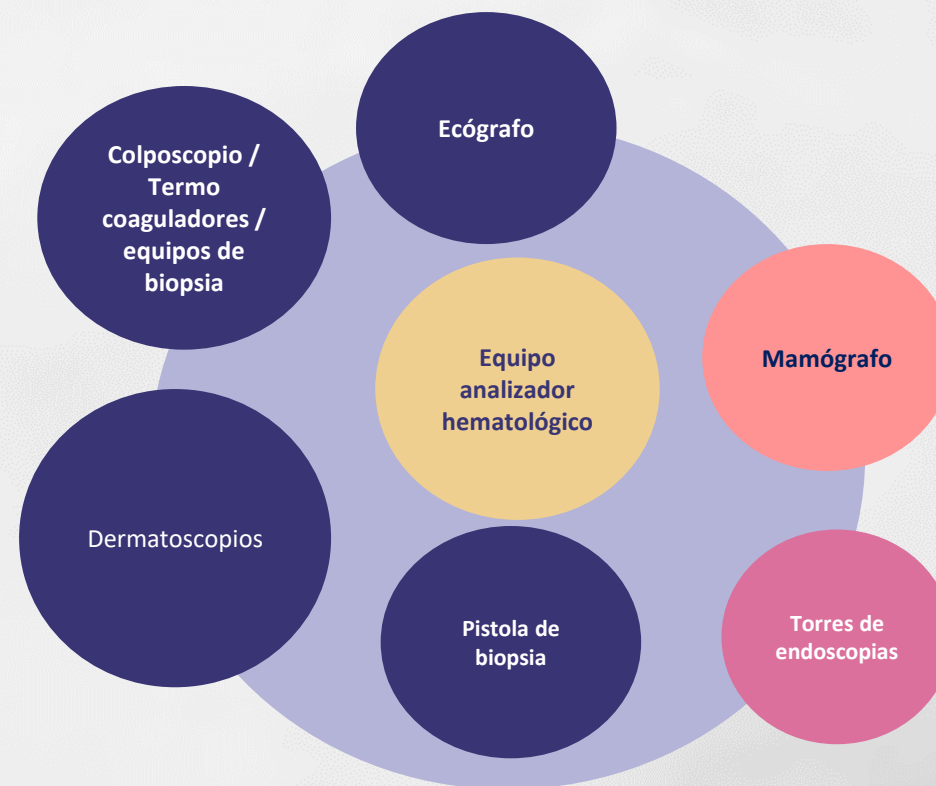 Ecógrafo
Colposcopio /
Termo
coaguladores /
equipos de
biopsia
Equipo
analizador
hematológico
Mamógrafo
Dermatoscopios
Pistola de
biopsia
Torres de
endoscopias